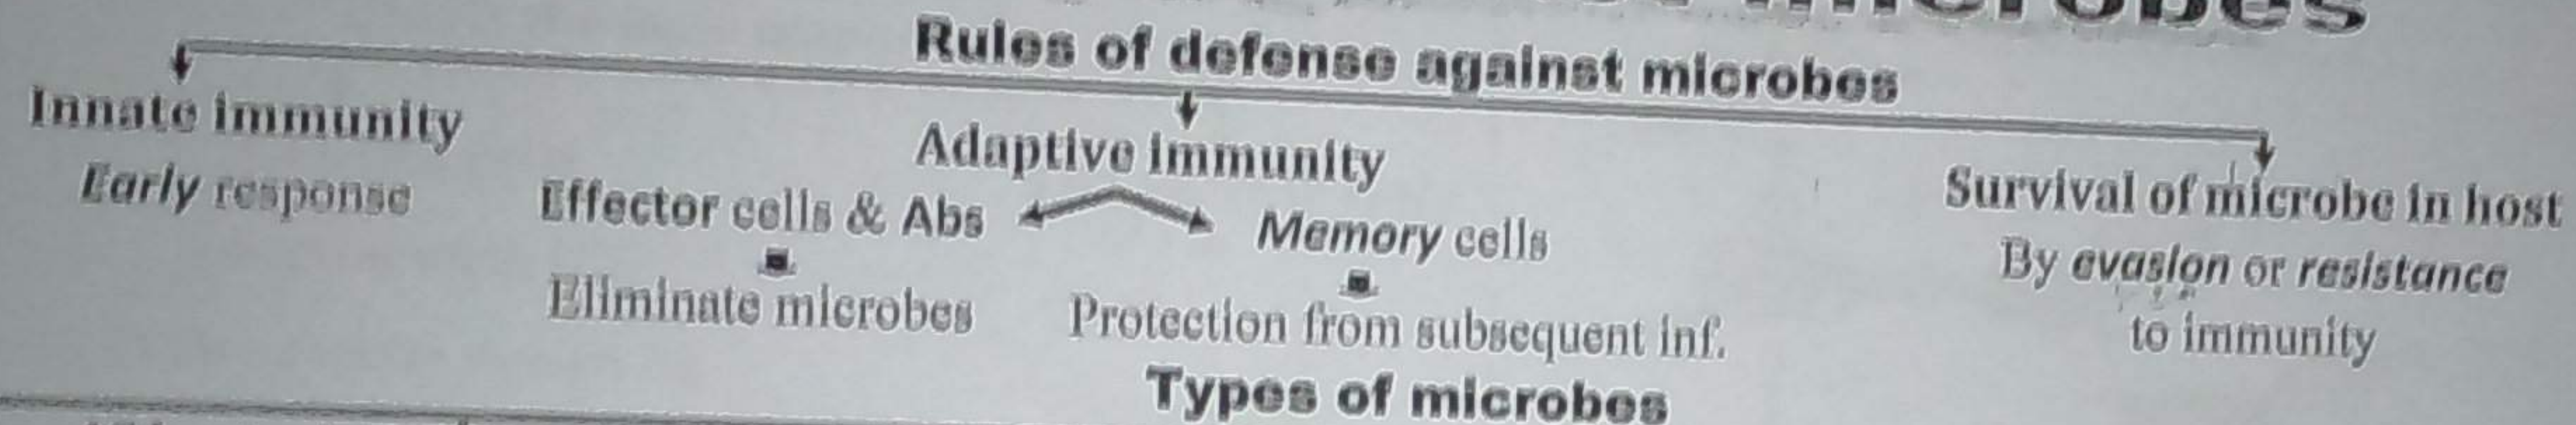 microbes
Rules of defense against microbes
Innate immunity
Early response
Adaptive immunity
Effector cells & Abs
Memory cells
Eliminate microbes
Protection from subsequent inf.
Survival of microbe in host
By evasion or resistance
to immunity
Types of microbes